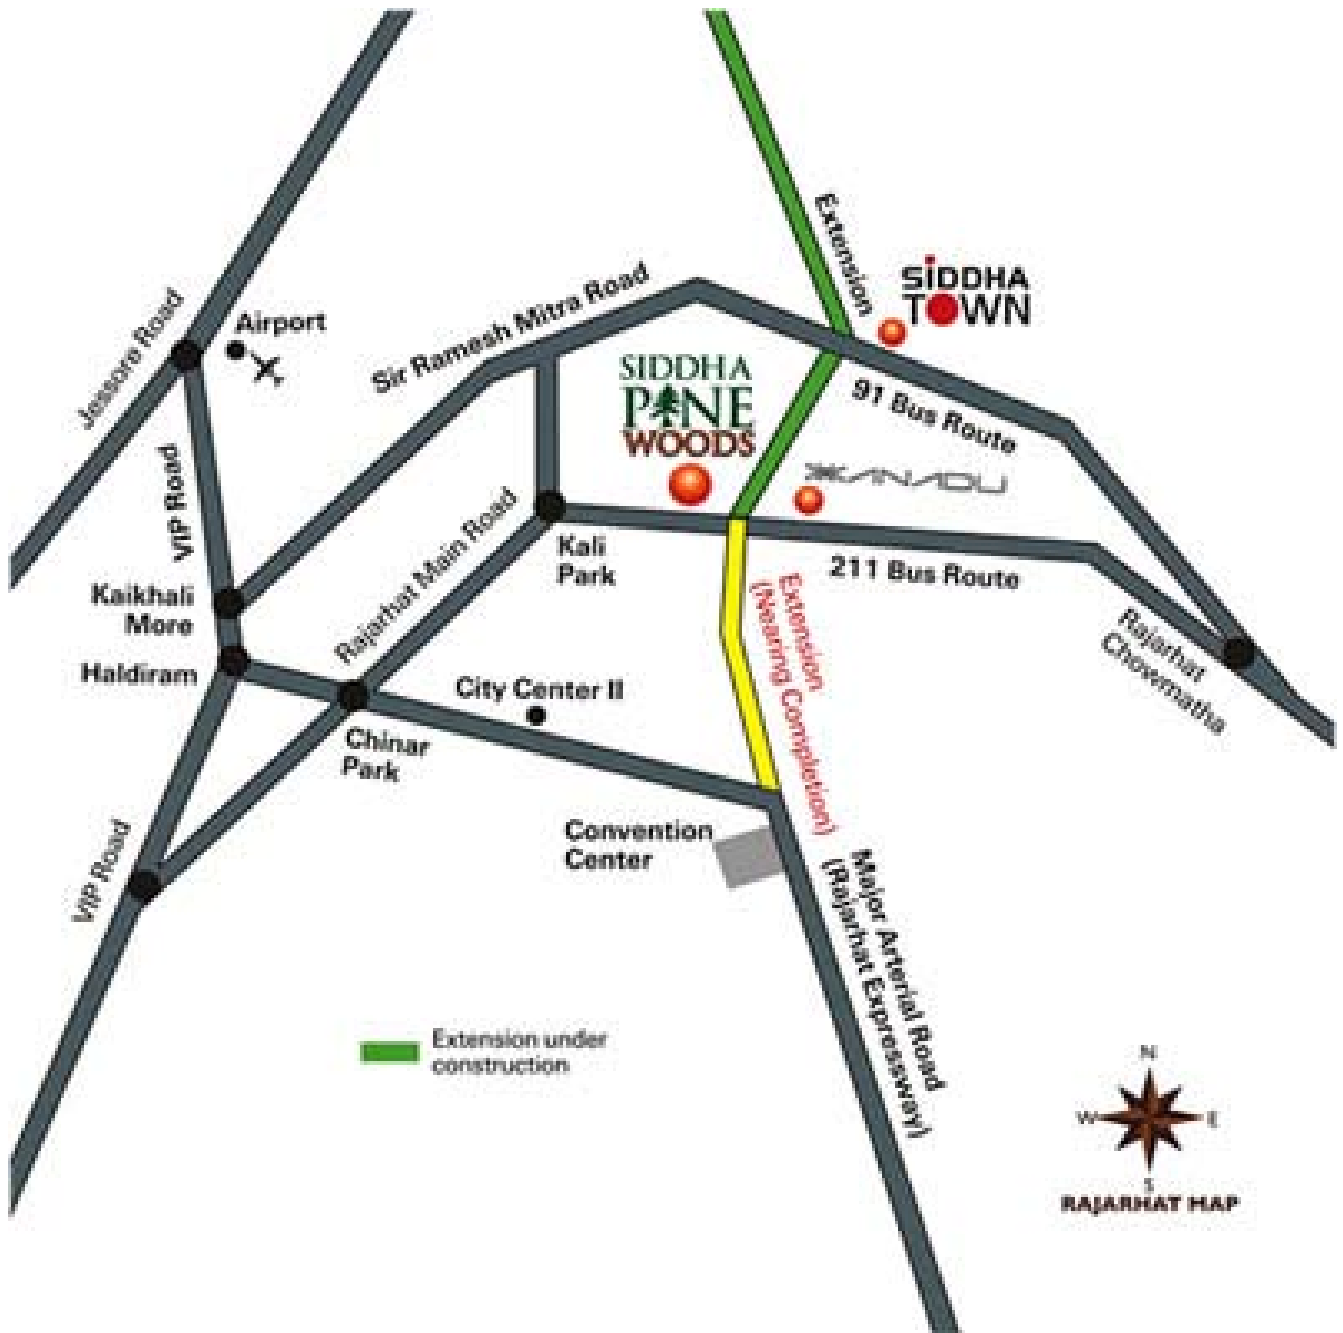 Extension
SIDDHA
TOWN
Jessore Road
Airport
Sir Ramesh Mitra Road
SIDDHA
PINE
WOODS
91 Bus Route
XANADU
VIP Road
Rajarhat Main Road
Kali
Park
211 Bus Route
Kaikhali
More
Extension
(Nearing Completion)
Rajarhat
Chowmatha
Haldiram
City Center II
Chinar
Park
Convention
Center
VIP Road
Major Arterial Road
(Rajarhat Expressway)
Extension under
construction
N
W
E
S
RAJARHAT MAP